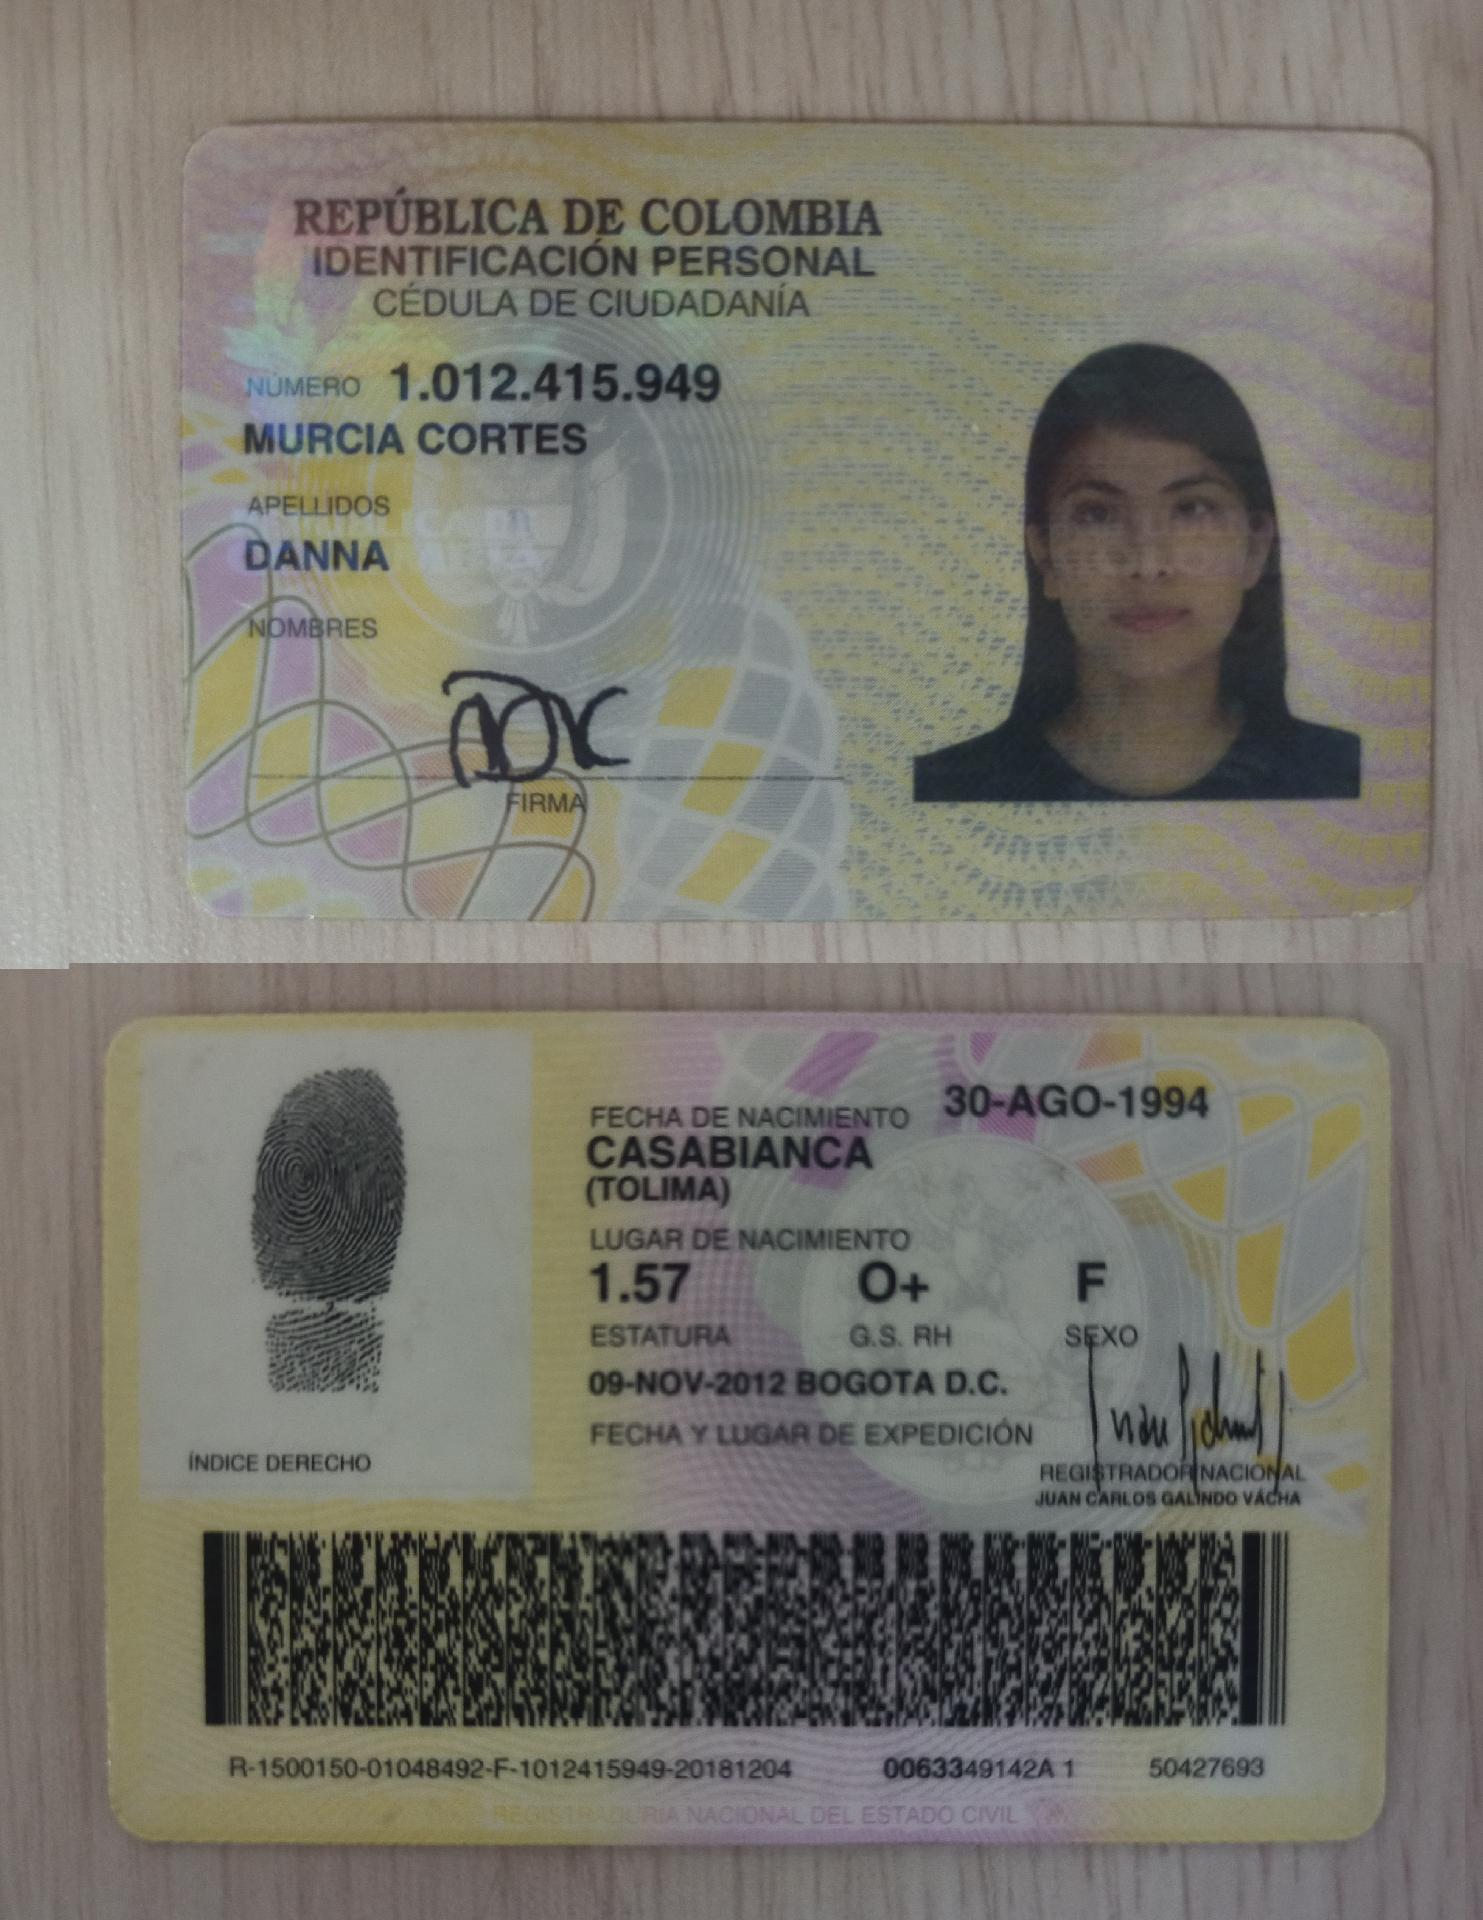 REPÚBLICA DE COLOMBIA
IDENTIFICACIÓN PERSONAL
CÉDULA DE CIUDADANÍA
NÚMERO 1.012.415.949
MURCIA CORTES
APELLIDOS
DANNA
NOMBRES
FIRMA
FECHA DE NACIMIENTO 30-AGO-1994
CASABIANCA
(TOLIMA)
LUGAR DE NACIMIENTO
1.57 O+ F
ESTATURA G.S. RH SEXO
09-NOV-2012 BOGOTA D.C.
FECHA Y LUGAR DE EXPEDICIÓN
ÍNDICE DERECHO
REGISTRADOR NACIONAL
JUAN CARLOS GALINDO VÁCHA
R-1500150-01048492-F-1012415949-20181204 0063349142A 1 50427693
REGISTRADURIA NACIONAL DEL ESTADO CIVIL